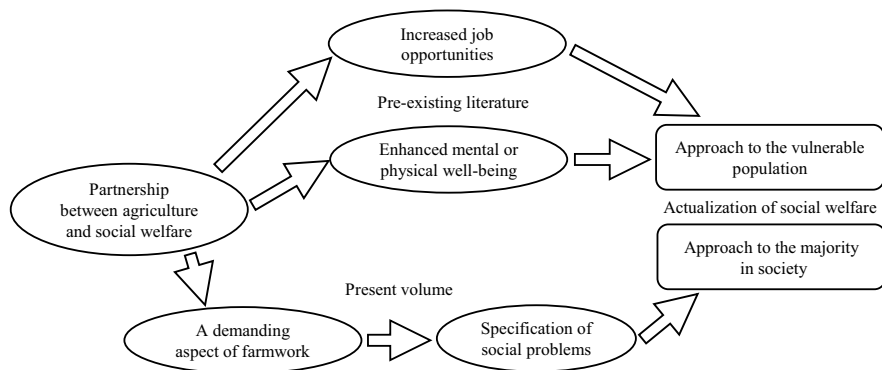 Increased job
opportunities
Pre-existing literature
Enhanced mental or
physical well-being
Approach to the vulnerable
population
Partnership
between agriculture
and social welfare
Actualization of social welfare
Approach to the majority
in society
Present volume
A demanding
aspect of farmwork
Specification of
social problems